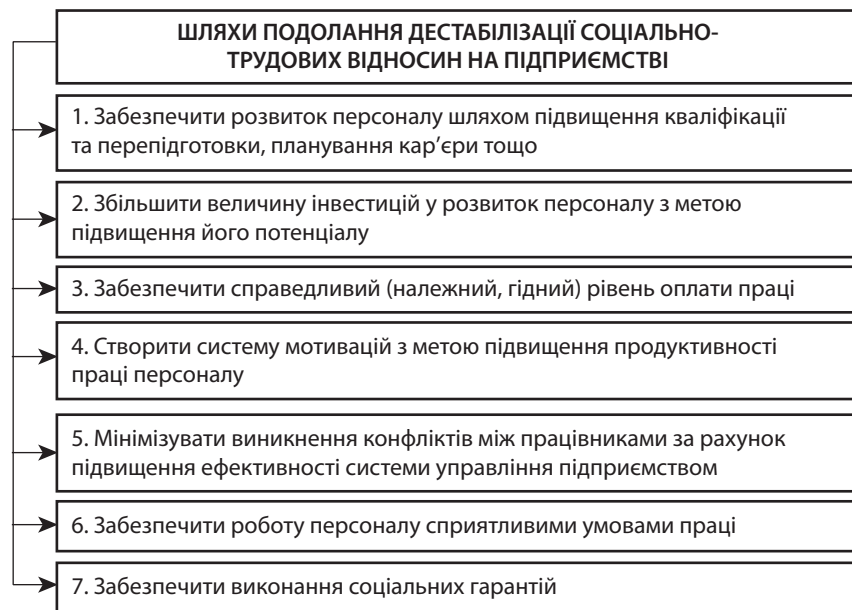 ШЛЯХИ ПОДОЛАННЯ ДЕСТАБІЛІЗАЦІЇ СОЦІАЛЬНО-
ТРУДОВИХ ВІДНОСИН НА ПІДПРИЄМСТВІ
1. Забезпечити розвиток персоналу шляхом підвищення кваліфікації
та перепідготовки, планування кар’єри тощо
2. Збільшити величину інвестицій у розвиток персоналу з метою
підвищення його потенціалу
3. Забезпечити справедливий (належний, гідний) рівень оплати праці
4. Створити систему мотивацій з метою підвищення продуктивності
праці персоналу
5. Мінімізувати виникнення конфліктів між працівниками за рахунок
підвищення ефективності системи управління підприємством
6. Забезпечити роботу персоналу сприятливими умовами праці
7. Забезпечити виконання соціальних гарантій